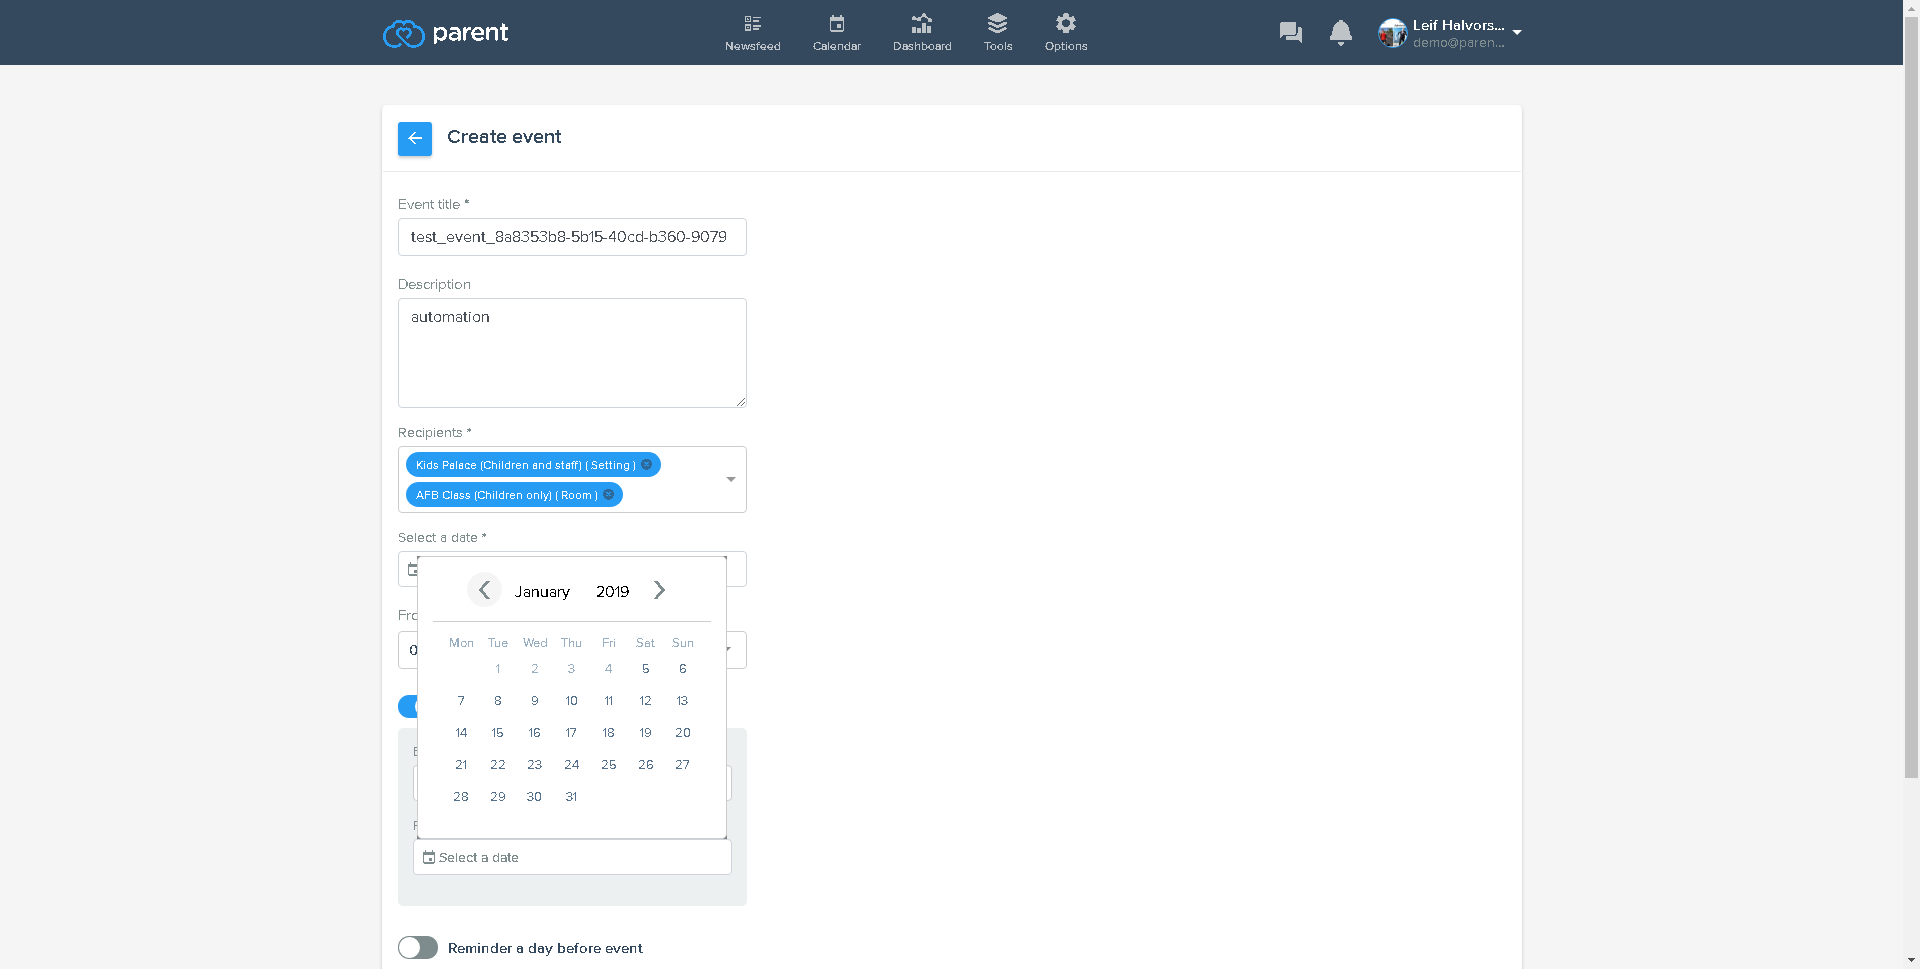 parent
Newsfeed Calendar Dashboard Tools Options
Leif Halvors...
demo@paren...
Create event
Event title *
test_event_8a8353b8-5b15-40cd-b360-9079
Description
automation
Recipients *
Kids Palace (Children and staff) ( Setting )
AFB Class (Children only) ( Room )
Select a date *
January 2019
Mon Tue Wed Thu Fri Sat Sun
1 2 3 4 5 6
7 8 9 10 11 12 13
14 15 16 17 18 19 20
21 22 23 24 25 26 27
28 29 30 31
Select a date
Reminder a day before event